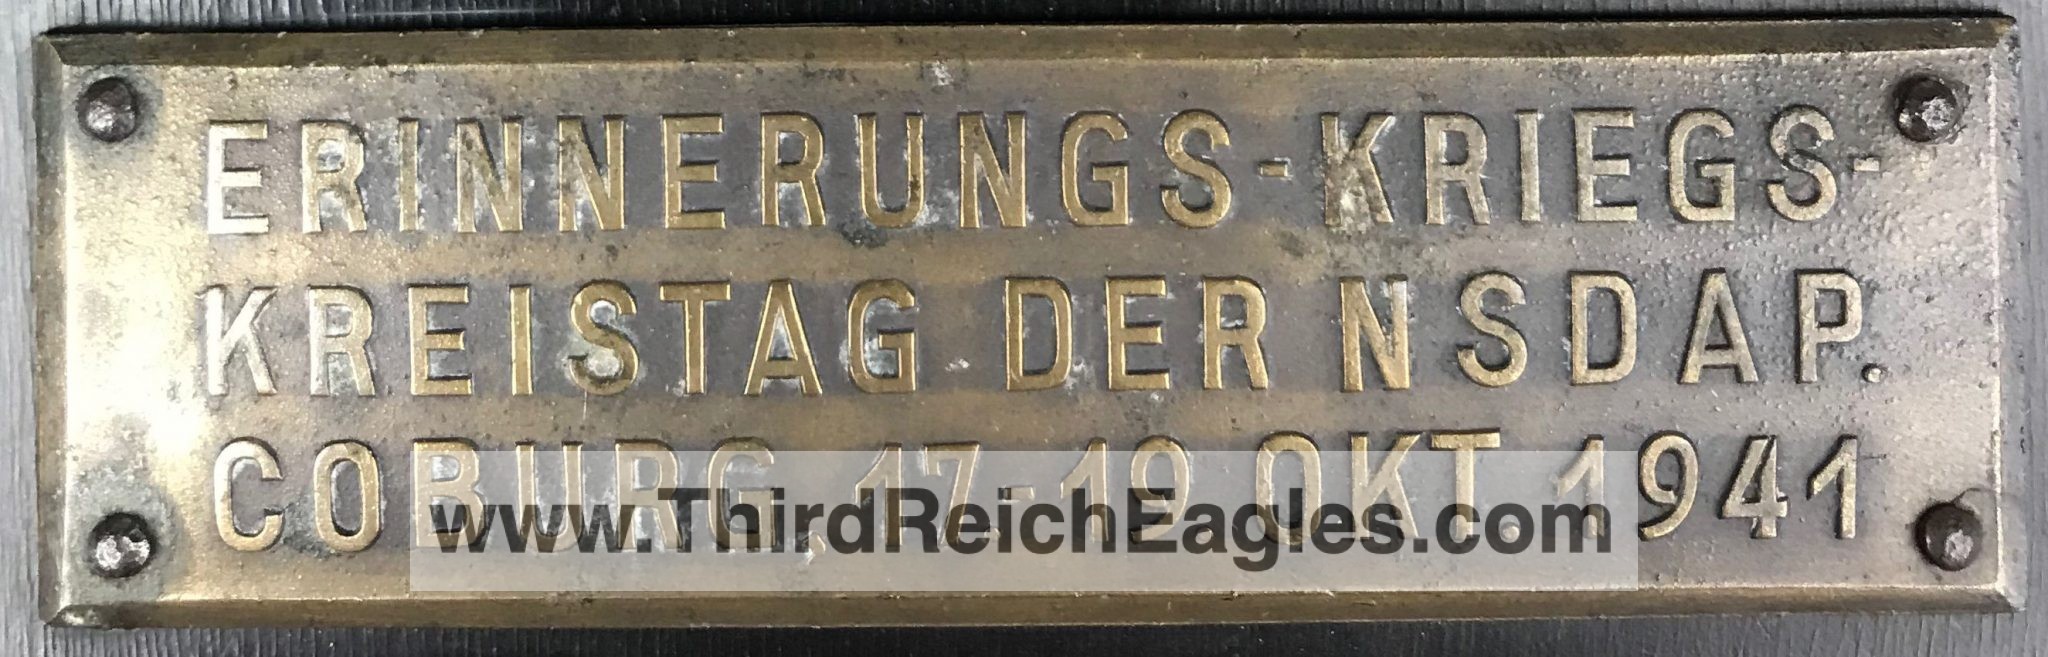 ERINNERUNGS-KRIEGS-
KREISTAG DER NSDAP.
COBURG, 17.-19. OKT. 1941
www.ThirdReichEagles.com